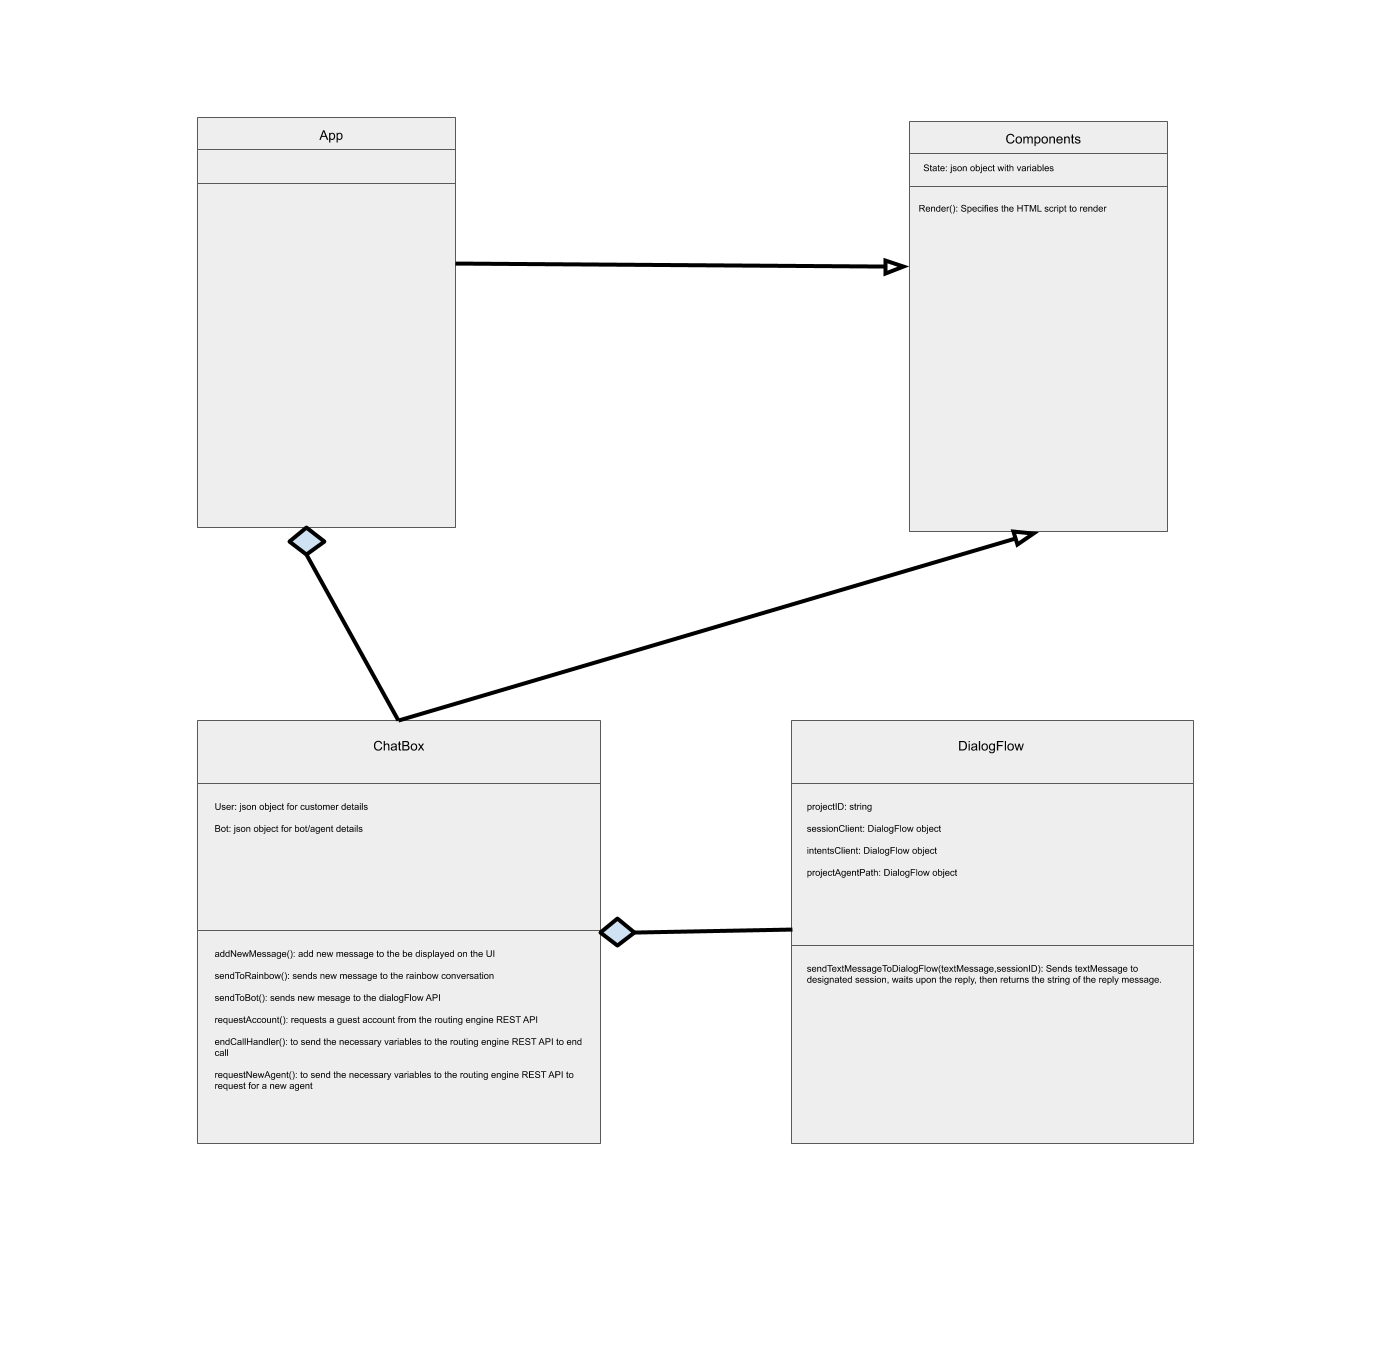 App
Components
State: json object with variables
Render(): Specifies the HTML script to render
ChatBox
User: json object for customer details
Bot: json object for bot/agent details
addNewMessage(): add new message to the be displayed on the UI
sendToRainbow(): sends new message to the rainbow conversation
sendToBot(): sends new mesage to the dialogFlow API
requestAccount(): requests a guest account from the routing engine REST API
endCallHandler(): to send the necessary variables to the routing engine REST API to end
call
requestNewAgent(): to send the necessary variables to the routing engine REST API to
request for a new agent
DialogFlow
projectID: string
sessionClient: DialogFlow object
intentsClient: DialogFlow object
projectAgentPath: DialogFlow object
sendTextMessageToDialogFlow(textMessage,sessionID): Sends textMessage to
designated session, waits upon the reply, then returns the string of the reply message.